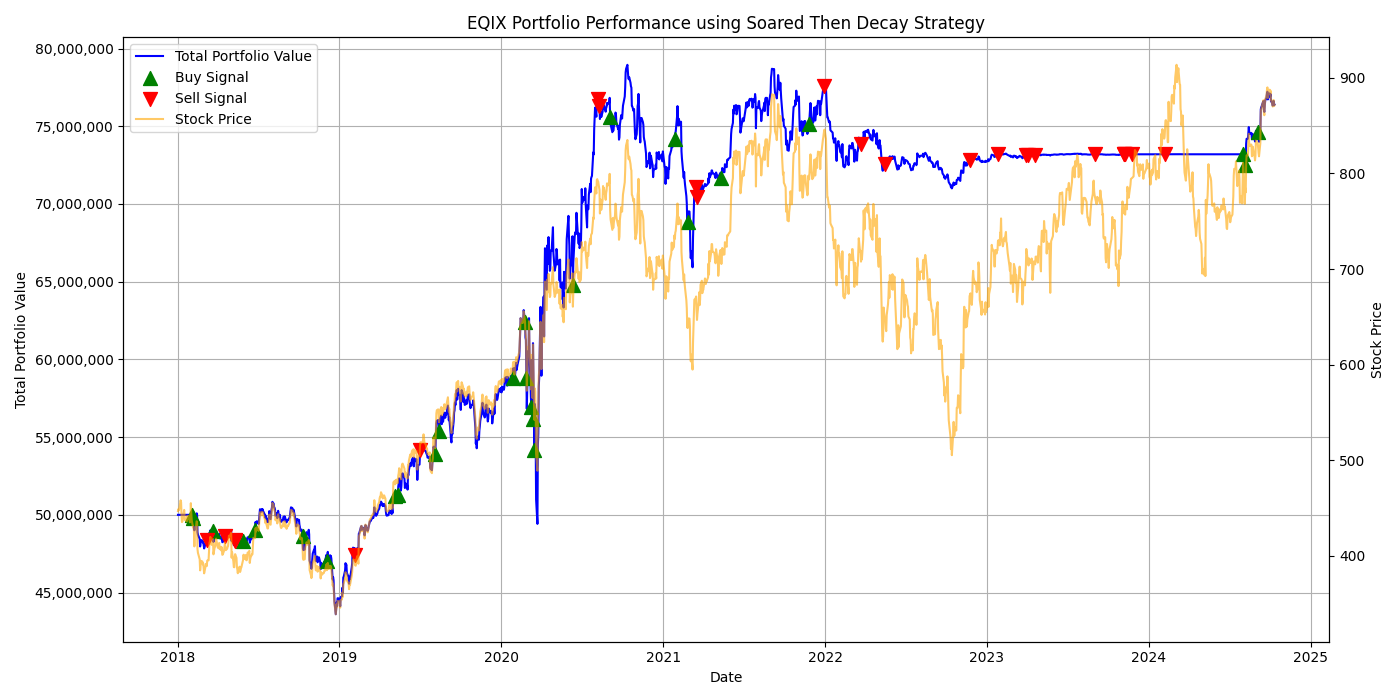 EQIX Portfolio Performance using Soared Then Decay Strategy
Total Portfolio Value
Buy Signal
Sell Signal
Stock Price
80,000,000
75,000,000
70,000,000
65,000,000
60,000,000
55,000,000
50,000,000
45,000,000
Total Portfolio Value
900
800
700
600
500
400
Stock Price
2018
2019
2020
2021
2022
2023
2024
2025
Date